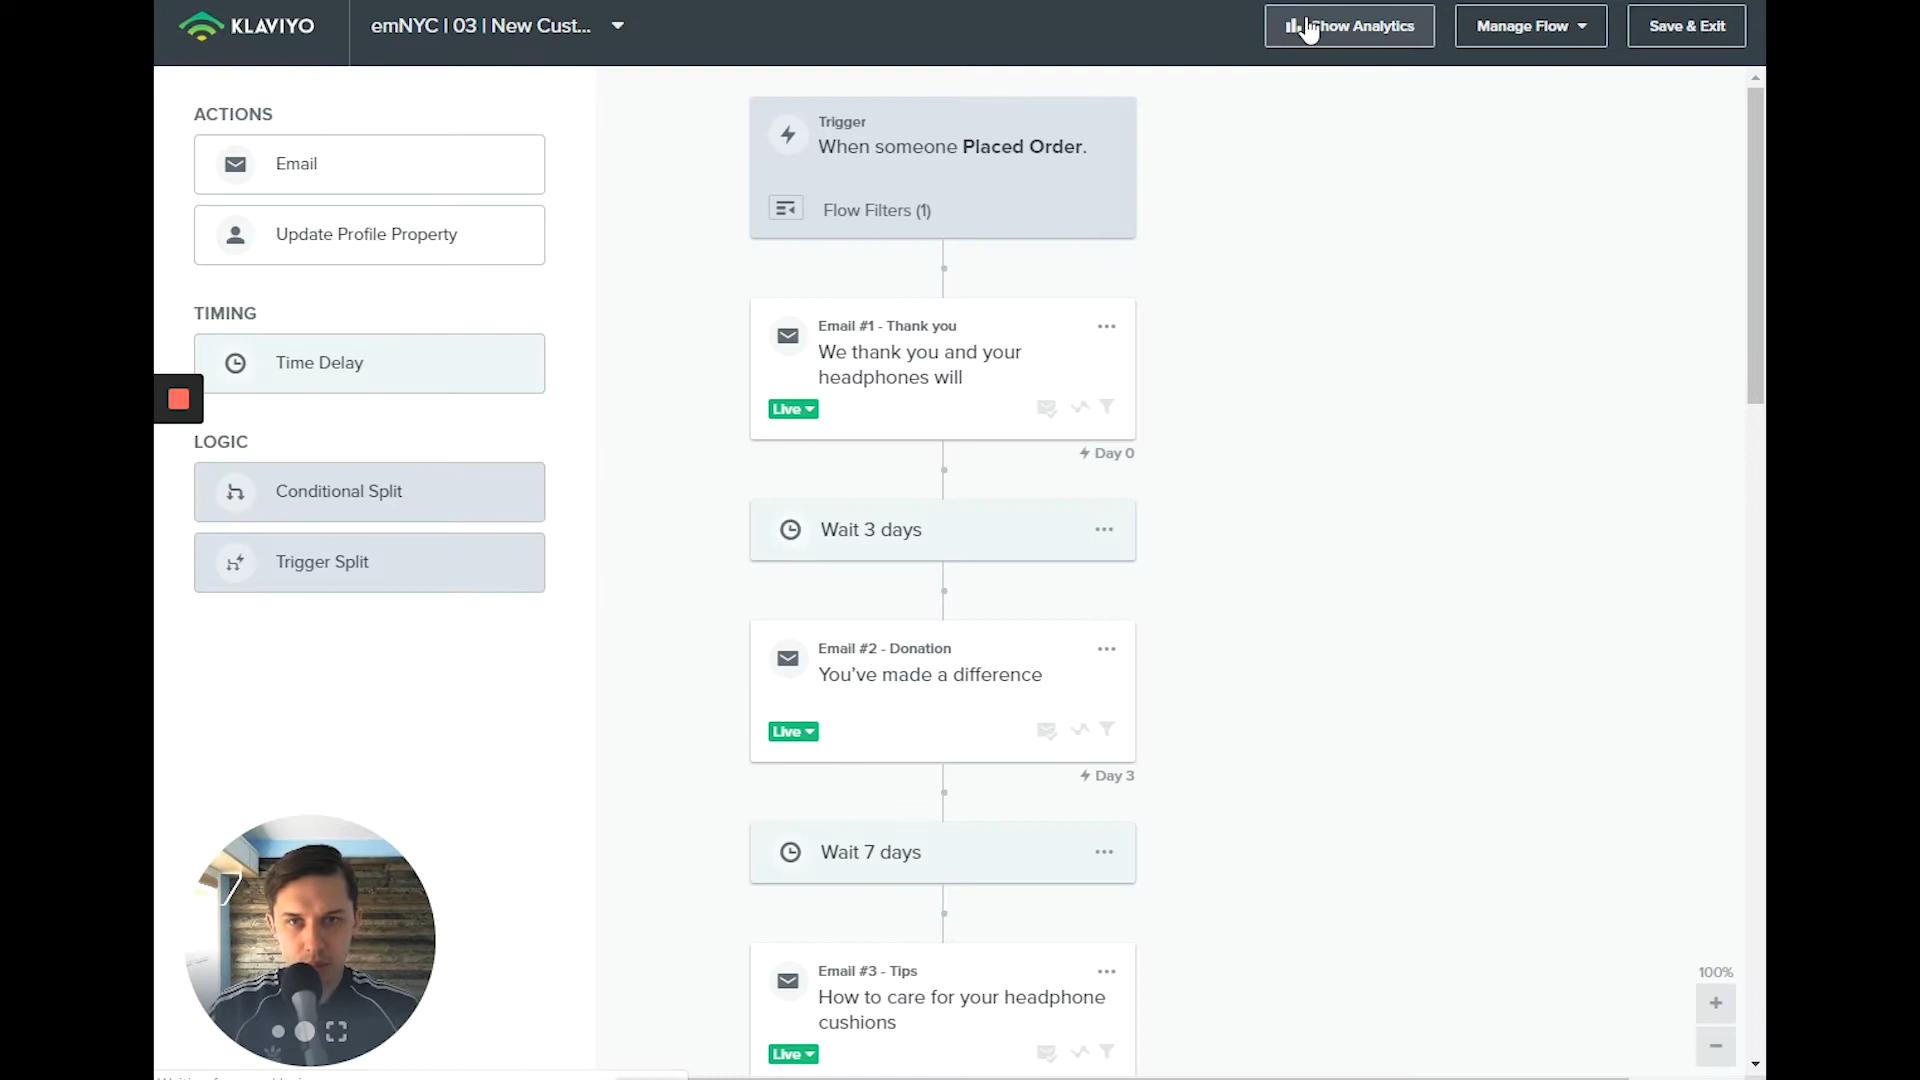 KLAVIYO
emNYC | 03 | New Cust...
how Analytics
Manage Flow
Save & Exit
ACTIONS
Email
Update Profile Property
TIMING
Time Delay
LOGIC
Conditional Split
Trigger Split
Trigger
When someone Placed Order.
Flow Filters (1)
Email #1 - Thank you
We thank you and your
headphones will
Live
Day 0
Wait 3 days
Email #2 - Donation
You've made a difference
Live
Day 3
Wait 7 days
Email #3 - Tips
How to care for your headphone
cushions
Live
100%